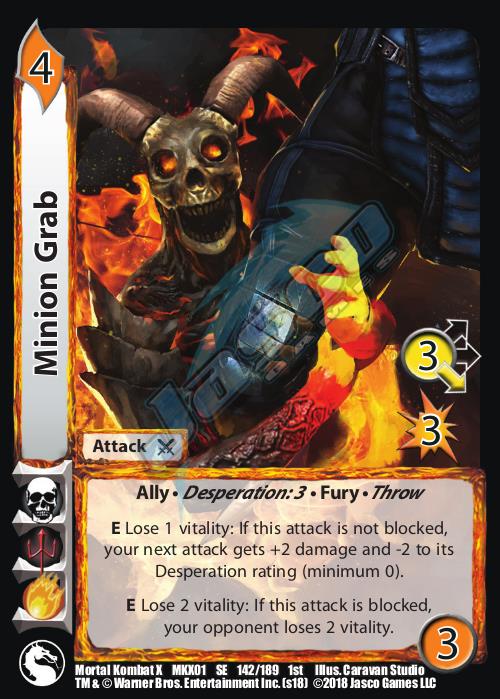 4
Minion Grab
3
3
Attack
Ally • Desperation: 3 • Fury • Throw
E Lose 1 vitality: If this attack is not blocked,
your next attack gets +2 damage and -2 to its
Desperation rating (minimum 0).
E Lose 2 vitality: If this attack is blocked,
your opponent loses 2 vitality.
3
Mortal Kombat X MKX01 SE 142/189 1st Illus. Caravan Studio
TM & © Warner Bros. Entertainment Inc. (s18) ©2018 Jasco Games LLC
Jasco
GAMES